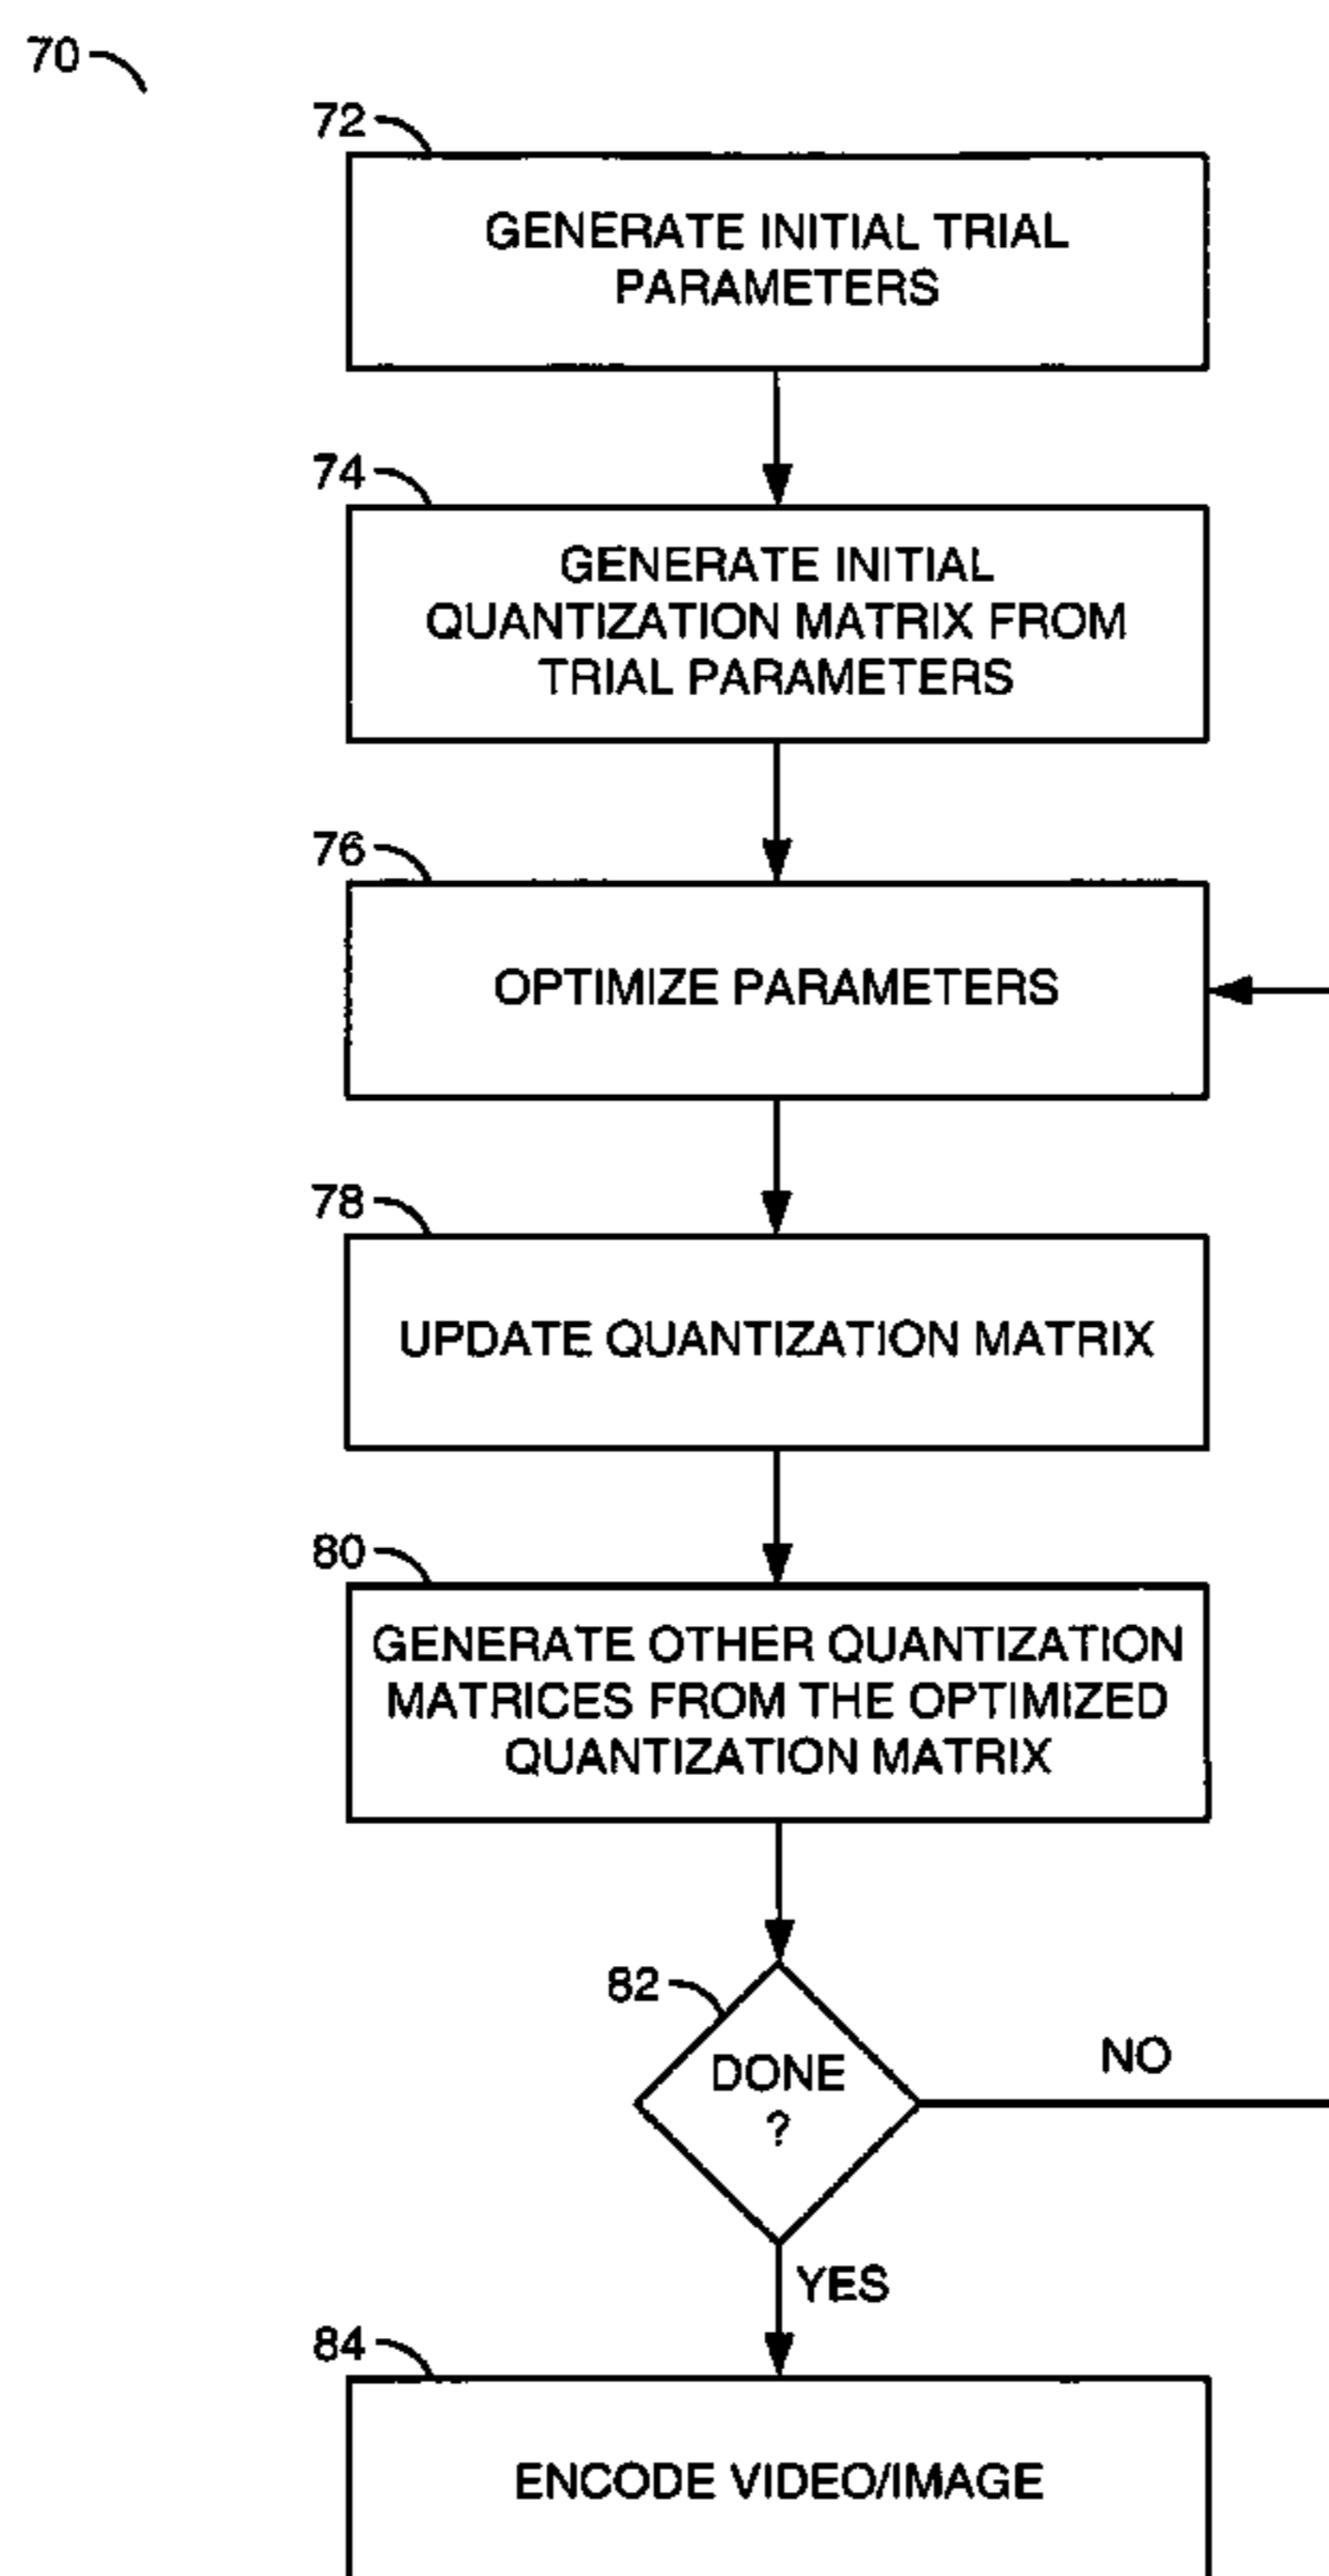 70
72
GENERATE INITIAL TRIAL
PARAMETERS
74
GENERATE INITIAL
QUANTIZATION MATRIX FROM
TRIAL PARAMETERS
76
OPTIMIZE PARAMETERS
78
UPDATE QUANTIZATION MATRIX
80
GENERATE OTHER QUANTIZATION
MATRICES FROM THE OPTIMIZED
QUANTIZATION MATRIX
82
DONE
?
NO
YES
84
ENCODE VIDEO/IMAGE